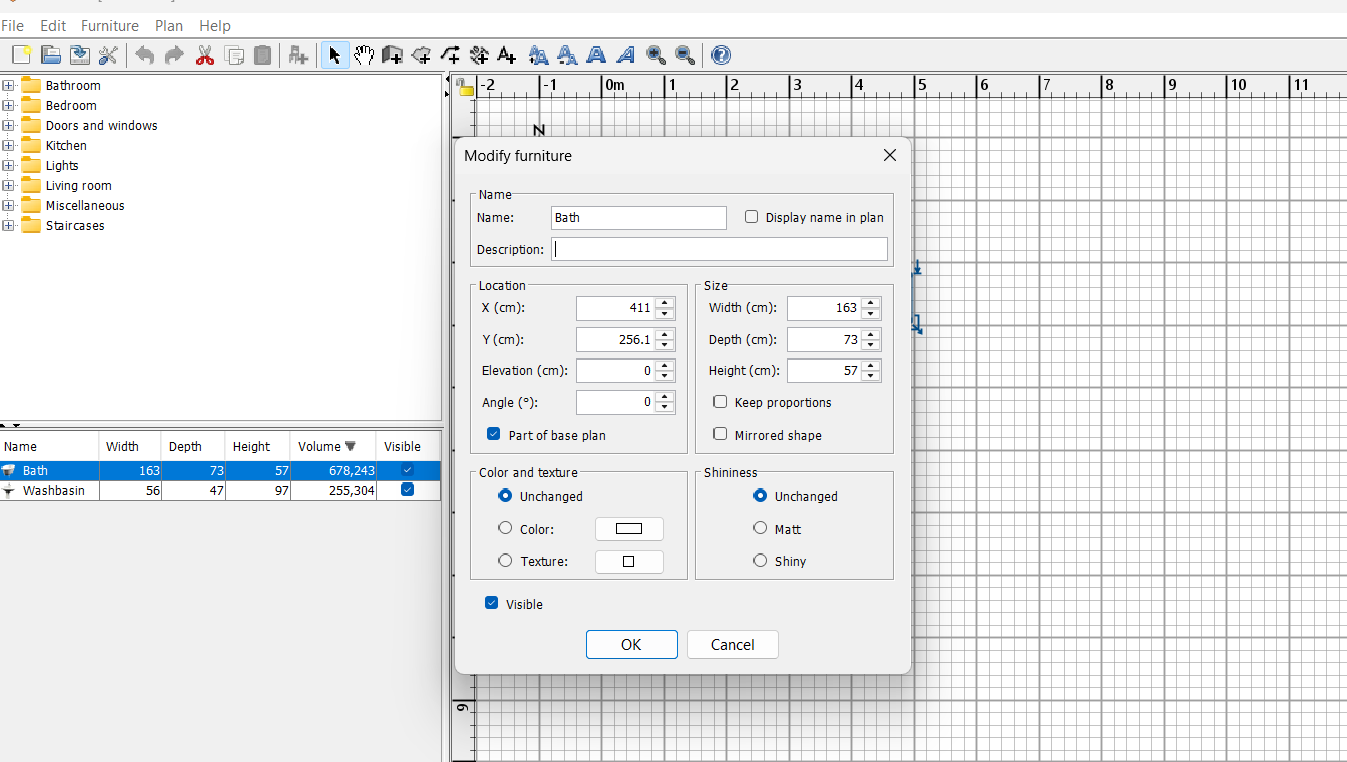 File Edit Furniture Plan Help
Bathroom
Bedroom
Doors and windows
Kitchen
Lights
Living room
Miscellaneous
Staircases
Name Width Depth Height Volume Visible
Bath 163 73 57 678,243
Washbasin 56 47 97 255,304
-2 -1 0m 1 2 3 4 5 6 7 8 9 10 11
N
9
Modify furniture
Name
Name: Bath Display name in plan
Description:
Location
X (cm): 411
Y (cm): 256.1
Elevation (cm): 0
Angle (°): 0
Part of base plan
Size
Width (cm): 163
Depth (cm): 73
Height (cm): 57
Keep proportions
Mirrored shape
Color and texture
Unchanged
Color:
Texture:
Shininess
Unchanged
Matt
Shiny
Visible
OK Cancel